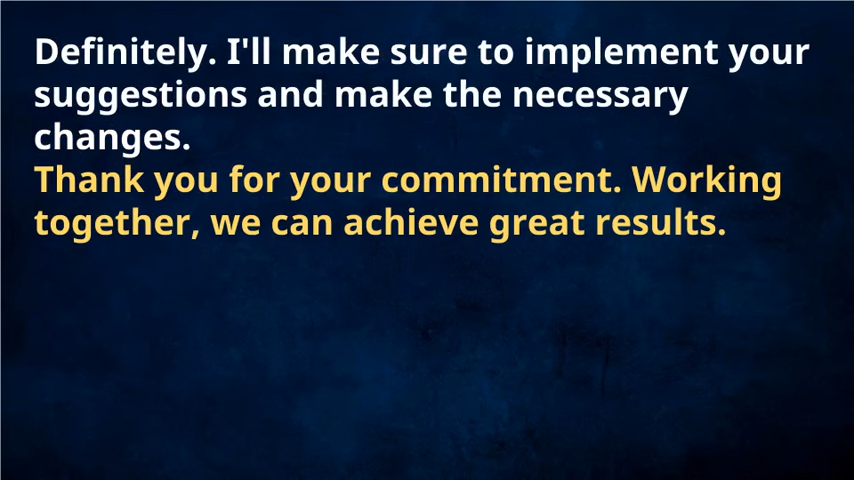 Definitely. I'll make sure to implement your
suggestions and make the necessary
changes.
Thank you for your commitment. Working
together, we can achieve great results.